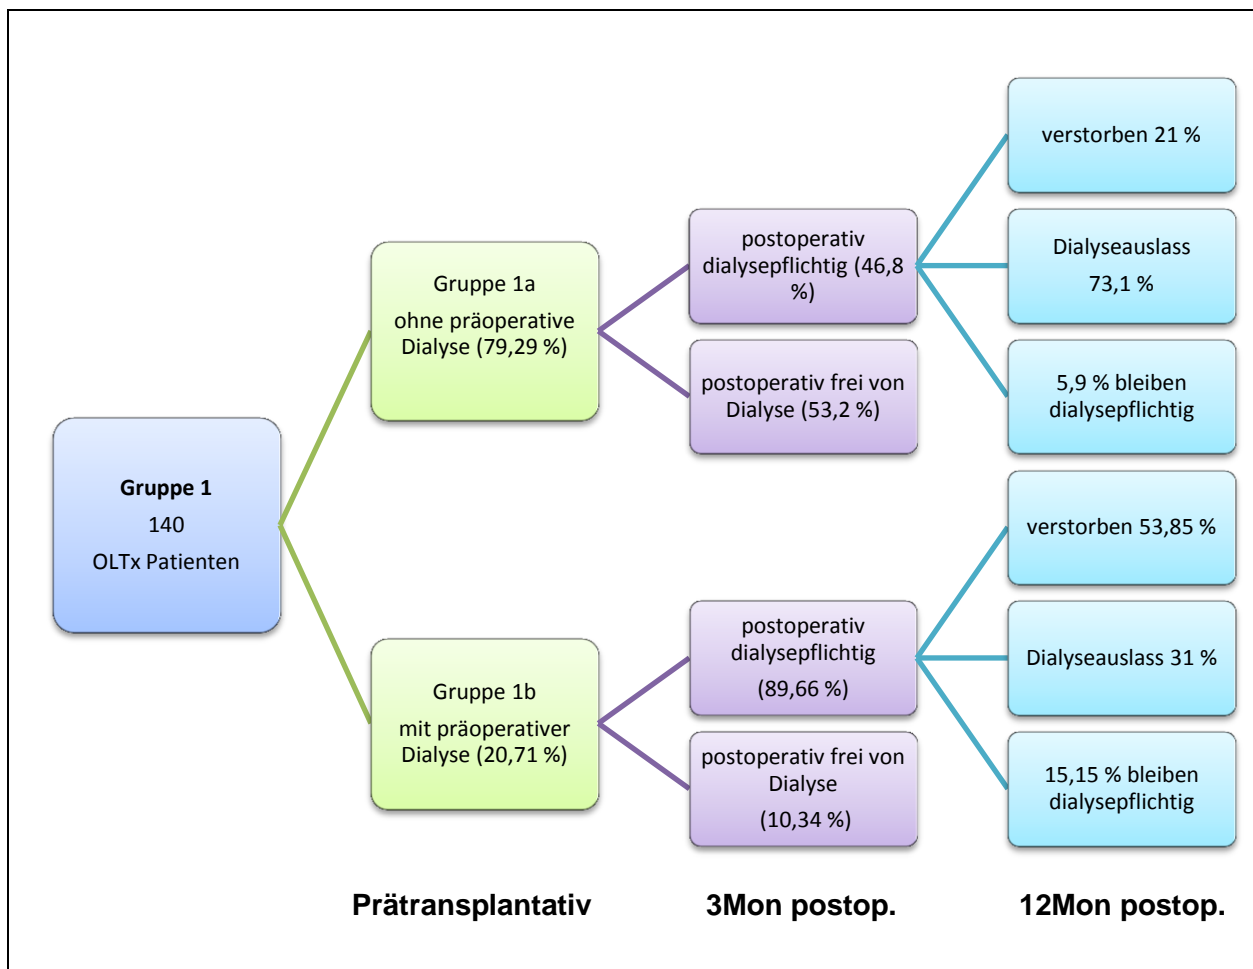 Gruppe 1
140
OLTx Patienten
Gruppe 1a
ohne präoperative
Dialyse (79,29 %)
Gruppe 1b
mit präoperativer
Dialyse (20,71 %)
postoperativ
dialysepflichtig (46,8
%)
postoperativ frei von
Dialyse (53,2 %)
postoperativ
dialysepflichtig
(89,66 %)
postoperativ frei von
Dialyse
(10,34 %)
verstorben 21 %
Dialyseauslass
73,1 %
5,9 % bleiben
dialysepflichtig
verstorben 53,85 %
Dialyseauslass 31 %
15,15 % bleiben
dialysepflichtig
Prätransplantativ
3Mon postop.
12Mon postop.